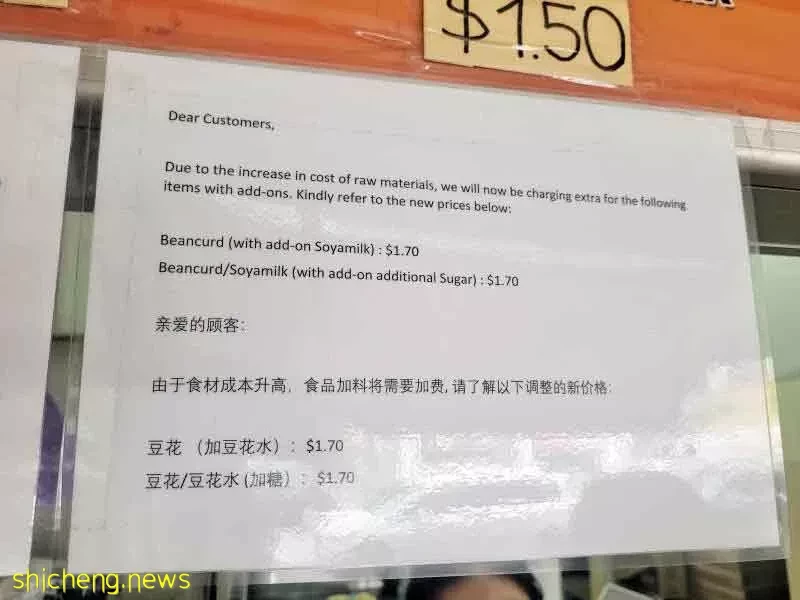 $1.50
Dear Customers,
Due to the increase in cost of raw materials, we will now be charging extra for the following
items with add-ons. Kindly refer to the new prices below:
Beancurd (with add-on Soyamilk) : $1.70
Beancurd/Soyamilk (with add-on additional Sugar) : $1.70
亲爱的顾客:
由于食材成本升高, 食品加料将需要加费, 请了解以下调整的新价格:
豆花 （加豆花水）: $1.70
豆花/豆花水 (加糖）: $1.70
shicheng.news